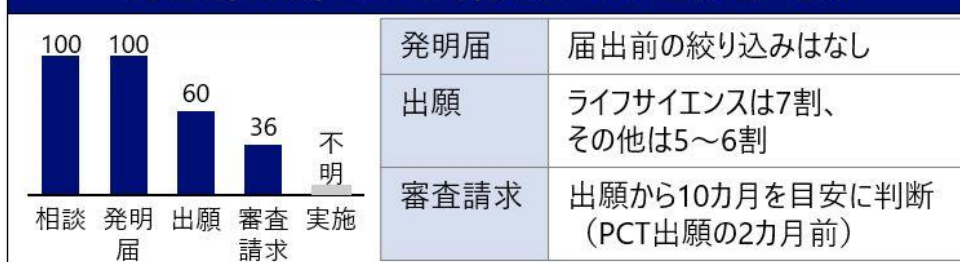 100 100
60
36
不
明
相談 発明 出願 審査 実施
届 請求
発明届 届出前の絞り込みはなし
出願 ライフサイエンスは7割、
その他は5～6割
審査請求 出願から10カ月を目安に判断
（PCT出願の2カ月前）